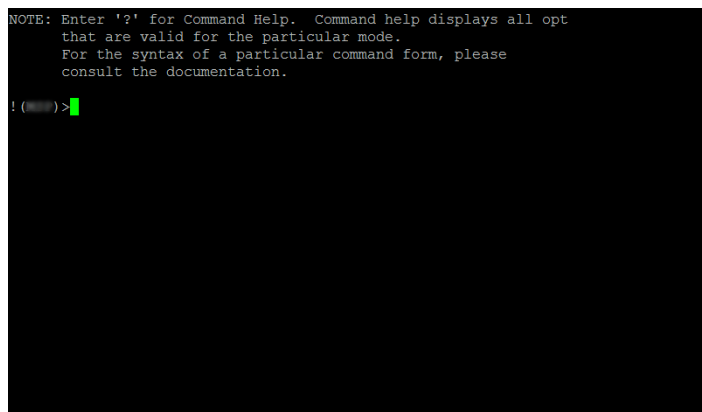 NOTE: Enter '?' for Command Help.  Command help displays all opt
      that are valid for the particular mode.
      For the syntax of a particular command form, please
      consult the documentation.
!( )>